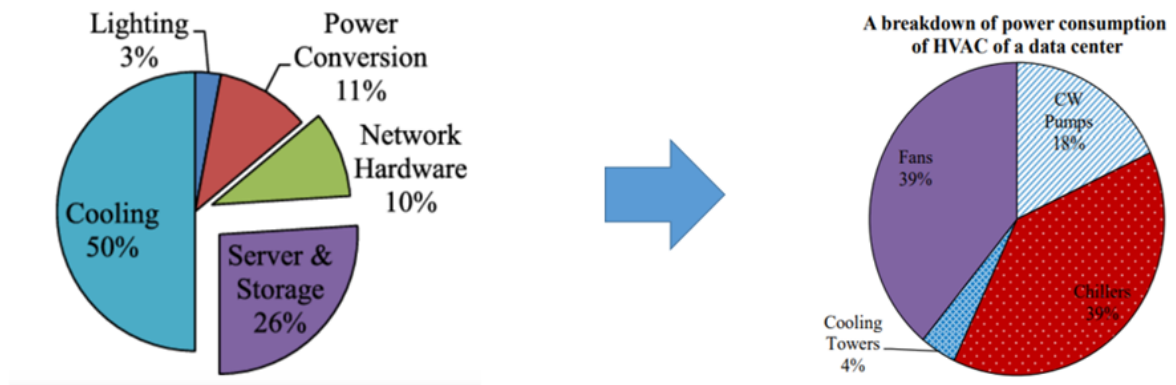 Lighting
3%
Power
Conversion
11%
Network
Hardware
10%
Cooling
50%
Server &
Storage
26%
A breakdown of power consumption
of HVAC of a data center
CW
Pumps
18%
Fans
39%
Chillers
39%
Cooling
Towers
4%